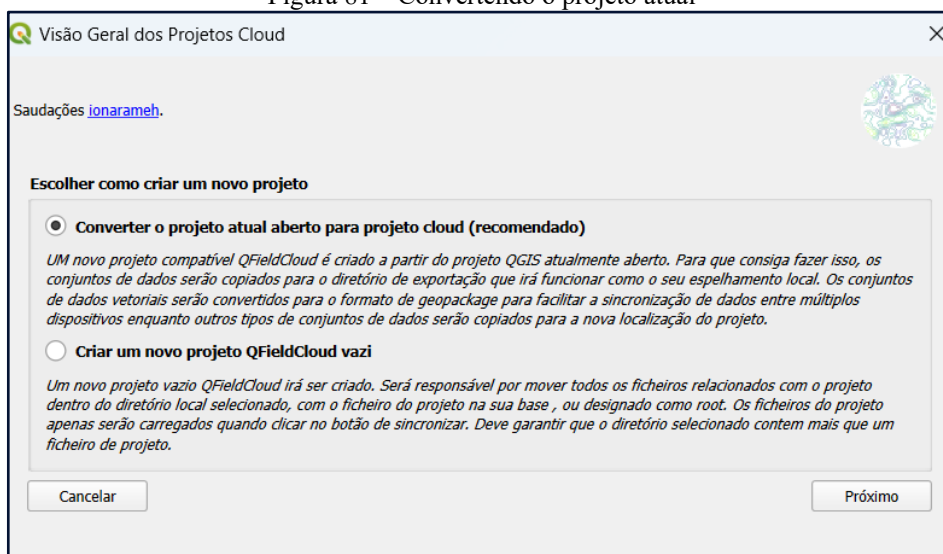 Figura 81 – Convertendo o projeto atual
Visão Geral dos Projetos Cloud
Saudações ionarameh.
Escolher como criar um novo projeto
Converter o projeto atual aberto para projeto cloud (recomendado)
UM novo projeto compatível QFieldCloud é criado a partir do projeto QGIS atualmente aberto. Para que consiga fazer isso, os
conjuntos de dados serão copiados para o diretório de exportação que irá funcionar como o seu espelhamento local. Os conjuntos
de dados vetoriais serão convertidos para o formato de geopackage para facilitar a sincronização de dados entre múltiplos
dispositivos enquanto outros tipos de conjuntos de dados serão copiados para a nova localização do projeto.
Criar um novo projeto QFieldCloud vazi
Um novo projeto vazio QFieldCloud irá ser criado. Será responsável por mover todos os ficheiros relacionados com o projeto
dentro do diretório local selecionado, com o ficheiro do projeto na sua base , ou designado como root. Os ficheiros do projeto
apenas serão carregados quando clicar no botão de sincronizar. Deve garantir que o diretório selecionado contem mais que um
ficheiro de projeto.
Cancelar
Próximo